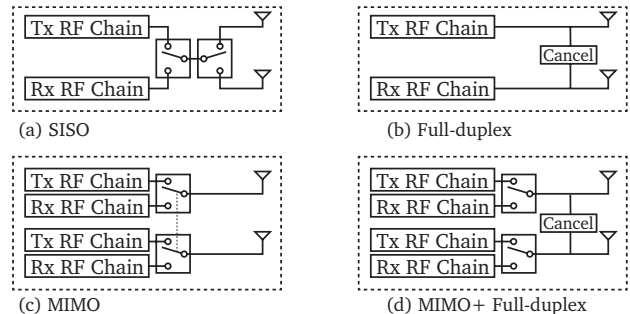 Tx RF Chain
Rx RF Chain
(a) SISO
Tx RF Chain
Cancel
Rx RF Chain
(b) Full-duplex
Tx RF Chain
Rx RF Chain
Tx RF Chain
Rx RF Chain
(c) MIMO
Tx RF Chain
Rx RF Chain
Cancel
Tx RF Chain
Rx RF Chain
(d) MIMO+ Full-duplex